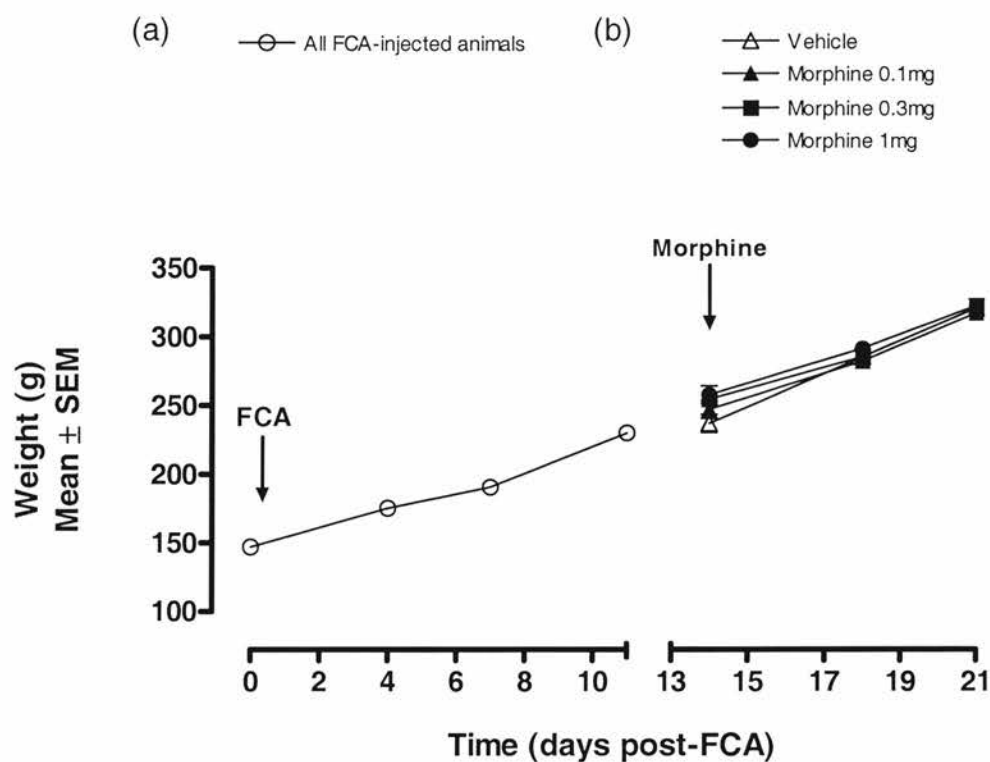 (a)
All FCA-injected animals
(b)
Vehicle
Morphine 0.1mg
Morphine 0.3mg
Morphine 1mg
Morphine
FCA
Weight (g)
Mean ± SEM
350
300
250
200
150
100
0 2 4 6 8 10 13 15 17 19 21
Time (days post-FCA)